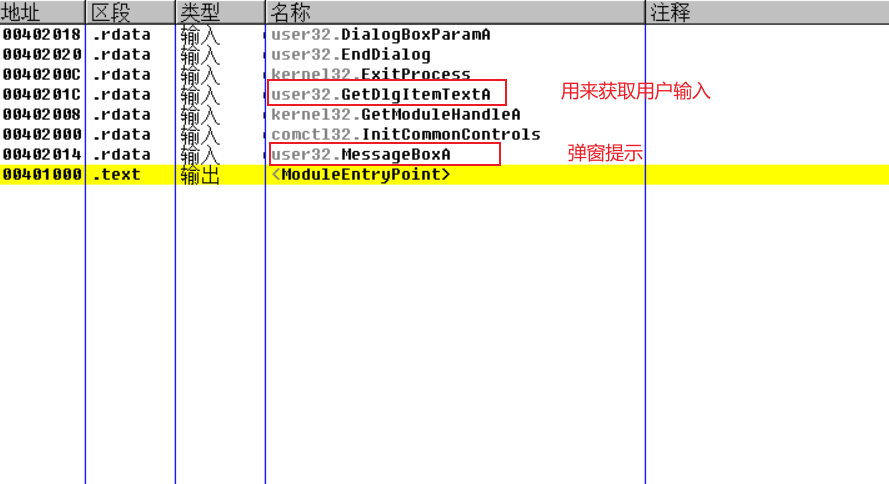 地址 区段 类型 名称 注释
00402018 .rdata 输入 user32.DialogBoxParamA
00402020 .rdata 输入 user32.EndDialog
0040200C .rdata 输入 kernel32.ExitProcess
0040201C .rdata 输入 user32.GetDlgItemTextA 用来获取用户输入
00402008 .rdata 输入 kernel32.GetModuleHandleA
00402000 .rdata 输入 comctl32.InitCommonControls
00402014 .rdata 输入 user32.MessageBoxA 弹窗提示
00401000 .text 输出 <ModuleEntryPoint>